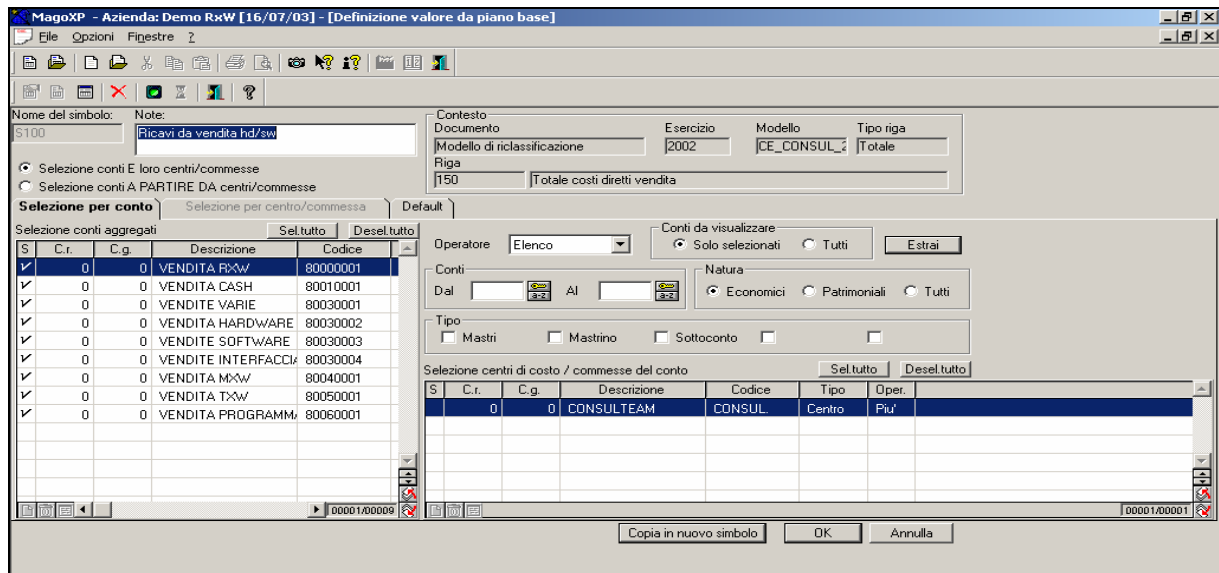 MagoXP - Azienda: Demo RxW [16/07/03] - [Definizione valore da piano base]
File Opzioni Finestre ?
Nome del simbolo: Note:
S100 Ricavi da vendita hd/sw
Selezione conti E loro centri/commesse
Selezione conti A PARTIRE DA centri/commesse
Contesto
Documento Esercizio Modello Tipo riga
Modello di riclassificazione 2002 CE_CONSUL_2 Totale
Riga
150 Totale costi diretti vendita
Selezione per conto Selezione per centro/commessa Default
Selezione conti aggregati Sel.tutto Desel.tutto
S C.r. C.g. Descrizione Codice
0 0 VENDITA RXW 80000001
0 0 VENDITA CASH 80010001
0 0 VENDITE VARIE 80030001
0 0 VENDITA HARDWARE 80030002
0 0 VENDITE SOFTWARE 80030003
0 0 VENDITE INTERFACCIA 80030004
0 0 VENDITA MXW 80040001
0 0 VENDITA TXW 80050001
0 0 VENDITA PROGRAMMA 80060001
00001/00009
Operatore Elenco
Conti da visualizzare
Solo selezionati Tutti Estrai
Conti
Dal a-z Al a-z
Natura
Economici Patrimoniali Tutti
Tipo
Mastri Mastrino Sottoconto
Selezione centri di costo / commesse del conto Sel.tutto Desel.tutto
S C.r. C.g. Descrizione Codice Tipo Oper.
0 0 CONSULTEAM CONSUL. Centro Piu'
00001/00001
Copia in nuovo simbolo OK Annulla